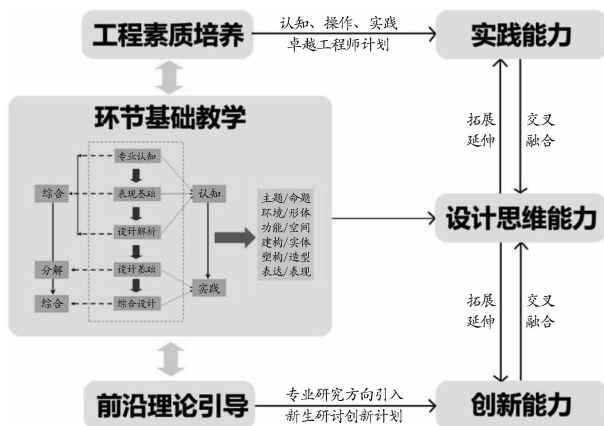 工程素质培养
认知、操作、实践
卓越工程师计划
实践能力
拓展
延伸
交叉
融合
环节基础教学
专业认知
表现基础
设计解析
设计基础
综合设计
综合
分解
综合
认知
实践
主题/命题
环境/形体
功能/空间
建构/实体
塑构/造型
表达/表现
设计思维能力
拓展
延伸
交叉
融合
前沿理论引导
专业研究方向引入
新生研讨创新计划
创新能力